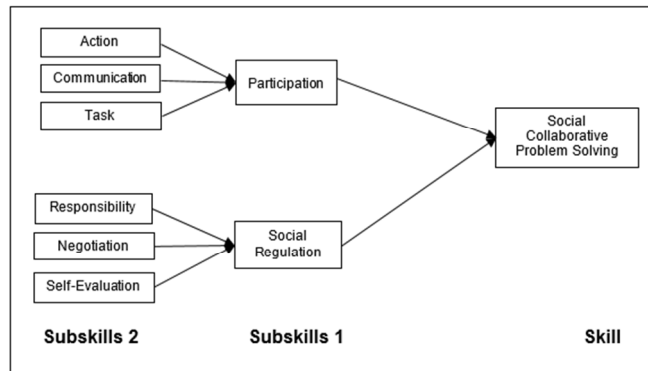 Action
Communication
Task
Participation
Social
Collaborative
Problem Solving
Responsibility
Negotiation
Self-Evaluation
Social
Regulation
Subskills 2
Subskills 1
Skill